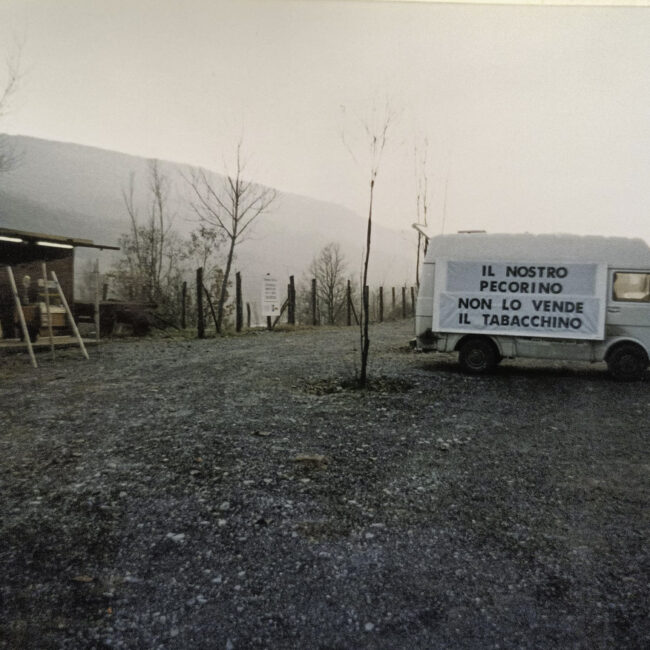 IL NOSTRO
PECORINO
NON LO VENDE
IL TABACCHINO